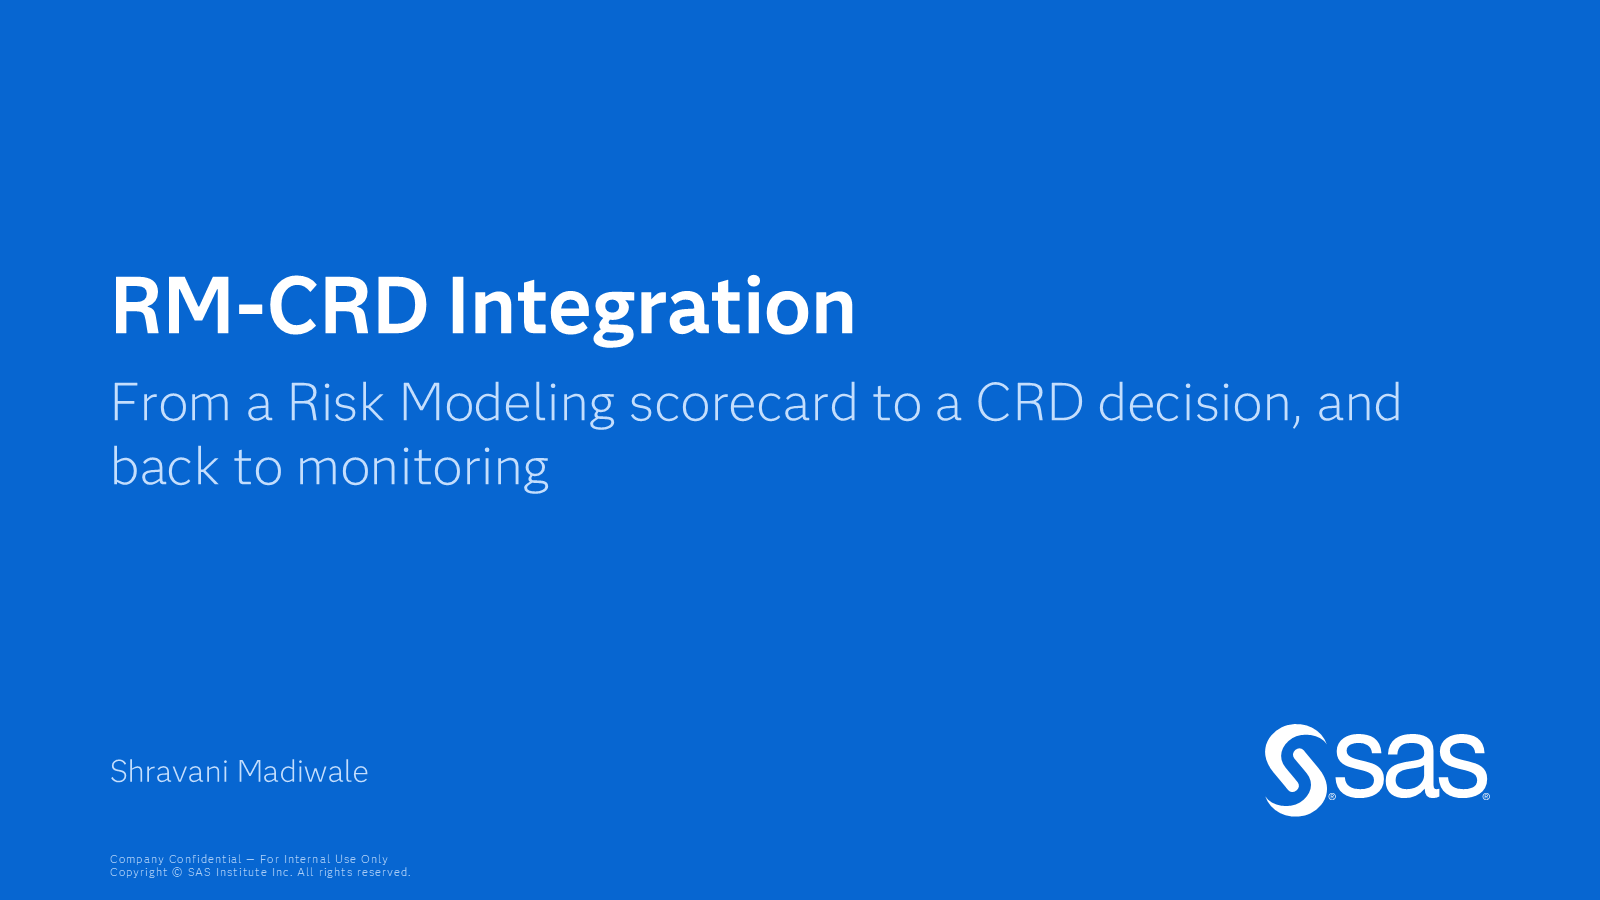 RM-CRD Integration
From a Risk Modeling scorecard to a CRD decision, and
back to monitoring
Shravani Madiwale
sas
Company Confidential – For Internal Use Only
Copyright © SAS Institute Inc. All rights reserved.